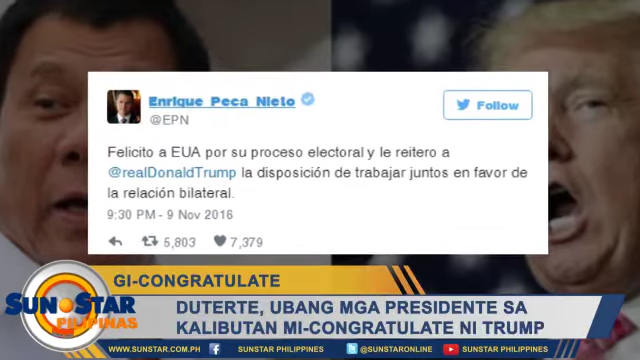 Enrique Peca Nieto
@EPN
Follow
Felicito a EUA por su proceso electoral y le reitero a
@realDonaldTrump la disposición de trabajar juntos en favor de
la relación bilateral.
9:30 PM - 9 Nov 2016
5,803 7,379
GI-CONGRATULATE
SUN STAR
PILIPINAS
DUTERTE, UBANG MGA PRESIDENTE SA
KALIBUTAN MI-CONGRATULATE NI TRUMP
WWW.SUNSTAR.COM.PH SUNSTAR PHILIPPINES @SUNSTARONLINE SUNSTAR PHILIPPINES